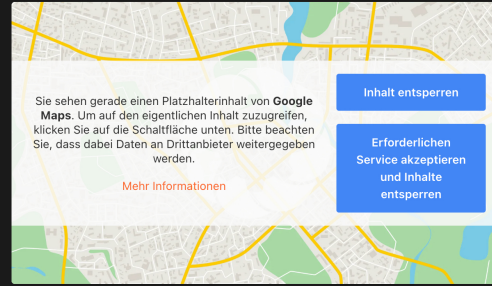 Sie sehen gerade einen Platzhalterinhalt von Google
Maps. Um auf den eigentlichen Inhalt zuzugreifen,
klicken Sie auf die Schaltfläche unten. Bitte beachten
Sie, dass dabei Daten an Drittanbieter weitergegeben
werden.
Mehr Informationen
Inhalt entsperren
Erforderlichen
Service akzeptieren
und Inhalte
entsperren